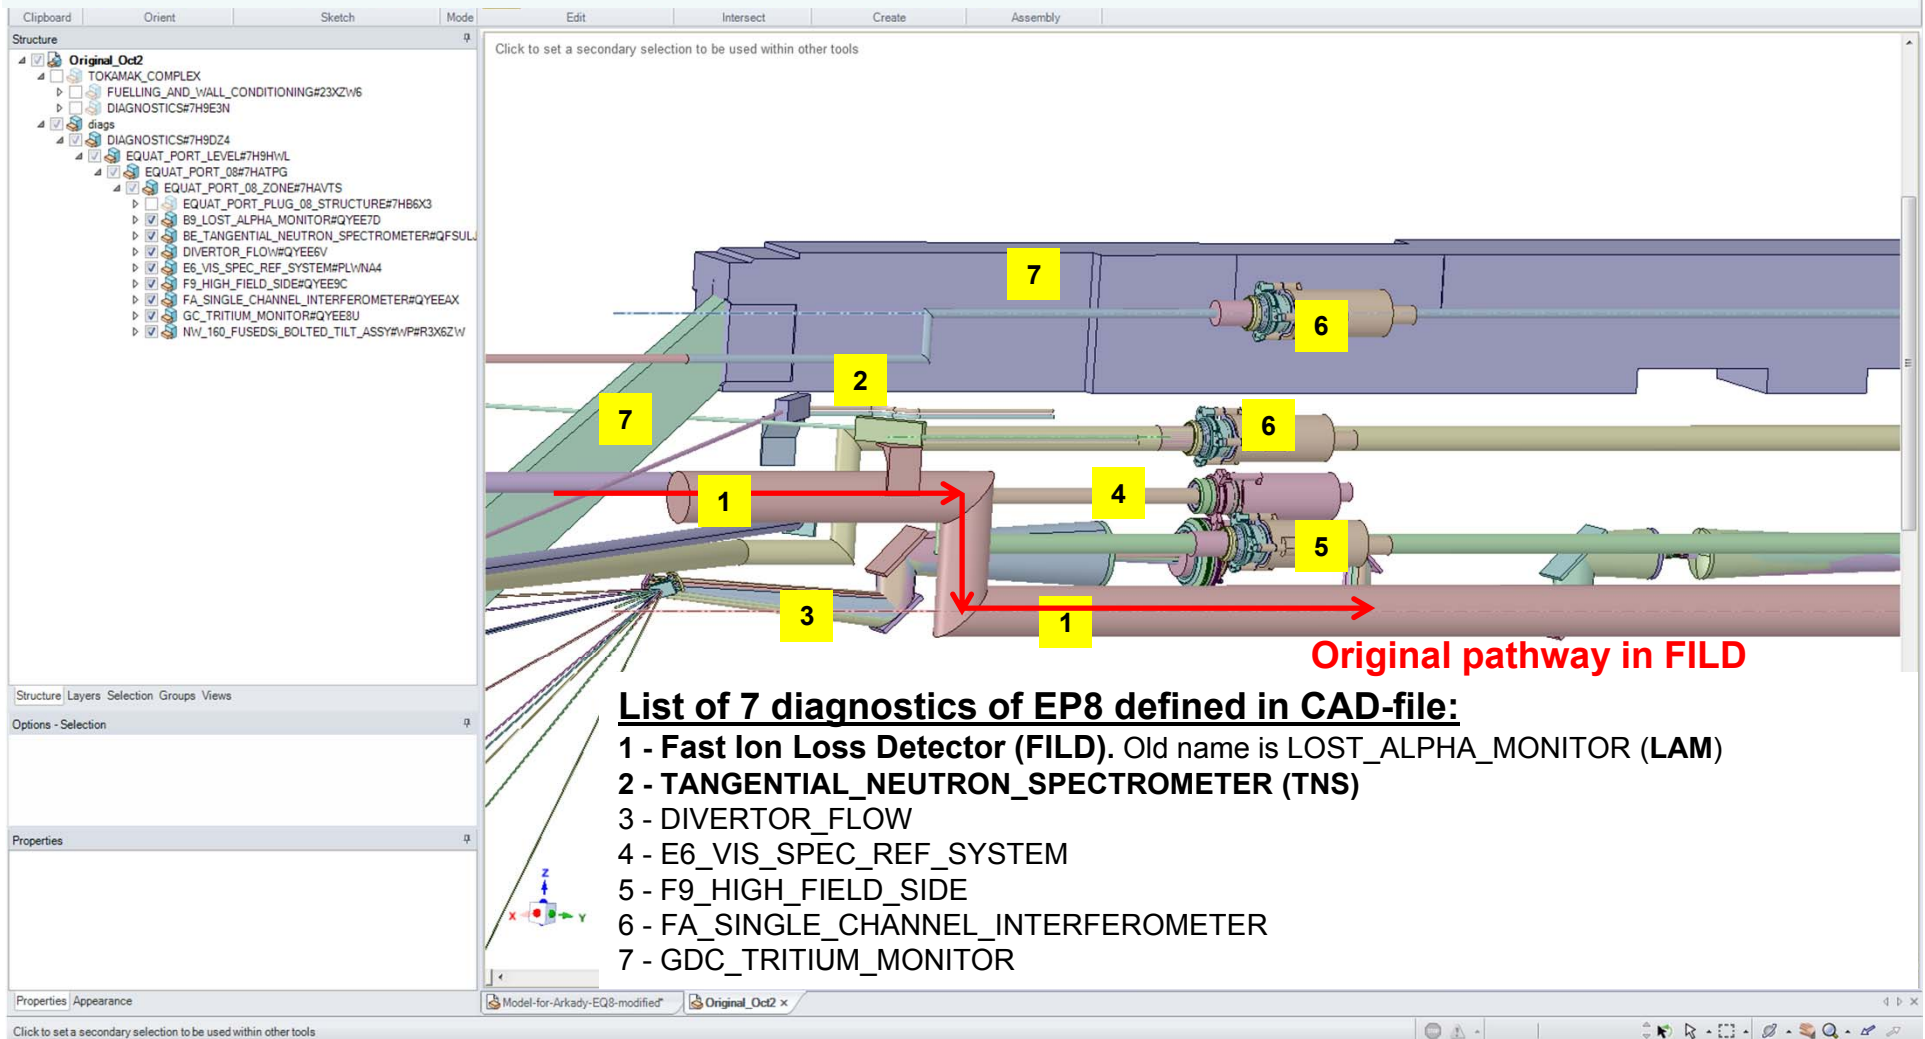 Clipboard Orient Sketch Mode Edit Intersect Create Assembly
Structure
Original_Oct2
TOKAMAK_COMPLEX
FUELLING_AND_WALL_CONDITIONING#23XZW6
DIAGNOSTICS#7H9E3N
diags
DIAGNOSTICS#7H9DZ4
EQUAT_PORT_LEVEL#7H9HWL
EQUAT_PORT_08#7HATPG
EQUAT_PORT_08_ZONE#7HAVTS
EQUAT_PORT_PLUG_08_STRUCTURE#7HB6X3
B9_LOST_ALPHA_MONITOR#QYEE7D
BE_TANGENTIAL_NEUTRON_SPECTROMETER#QFSULJ
DIVERTOR_FLOW#QYEE6V
E6_VIS_SPEC_REF_SYSTEM#PLWNA4
F9_HIGH_FIELD_SIDE#QYEE9C
FA_SINGLE_CHANNEL_INTERFEROMETER#QYEEAX
GC_TRITIUM_MONITOR#QYEE8U
NW_160_FUSEDSi_BOLTED_TILT_ASSY#WP#R3X6ZW
Structure Layers Selection Groups Views
Options - Selection
Properties
Properties Appearance
Click to set a secondary selection to be used within other tools
7
6
2
7
6
1
4
5
3
1
Original pathway in FILD
List of 7 diagnostics of EP8 defined in CAD-file:
1 - Fast Ion Loss Detector (FILD). Old name is LOST_ALPHA_MONITOR (LAM)
2 - TANGENTIAL_NEUTRON_SPECTROMETER (TNS)
3 - DIVERTOR_FLOW
4 - E6_VIS_SPEC_REF_SYSTEM
5 - F9_HIGH_FIELD_SIDE
6 - FA_SINGLE_CHANNEL_INTERFEROMETER
7 - GDC_TRITIUM_MONITOR
Z
X Y
Model-for-Arkady-EQ8-modified* Original_Oct2 ×
Click to set a secondary selection to be used within other tools